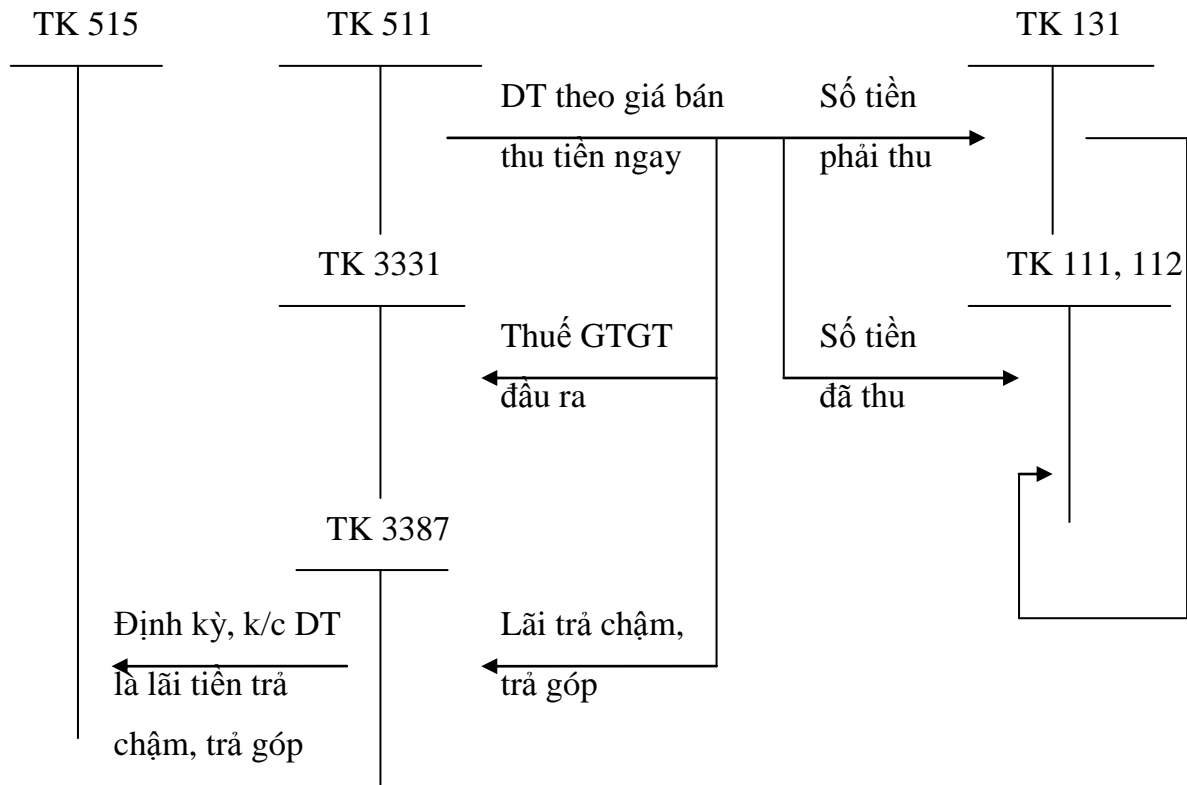 TK 515
TK 511
TK 131
DT theo giá bán
thu tiền ngay
Số tiền
phải thu
TK 3331
TK 111, 112
Thuế GTGT
đầu ra
Số tiền
đã thu
TK 3387
Định kỳ, k/c DT
là lãi tiền trả
chậm, trả góp
Lãi trả chậm,
trả góp